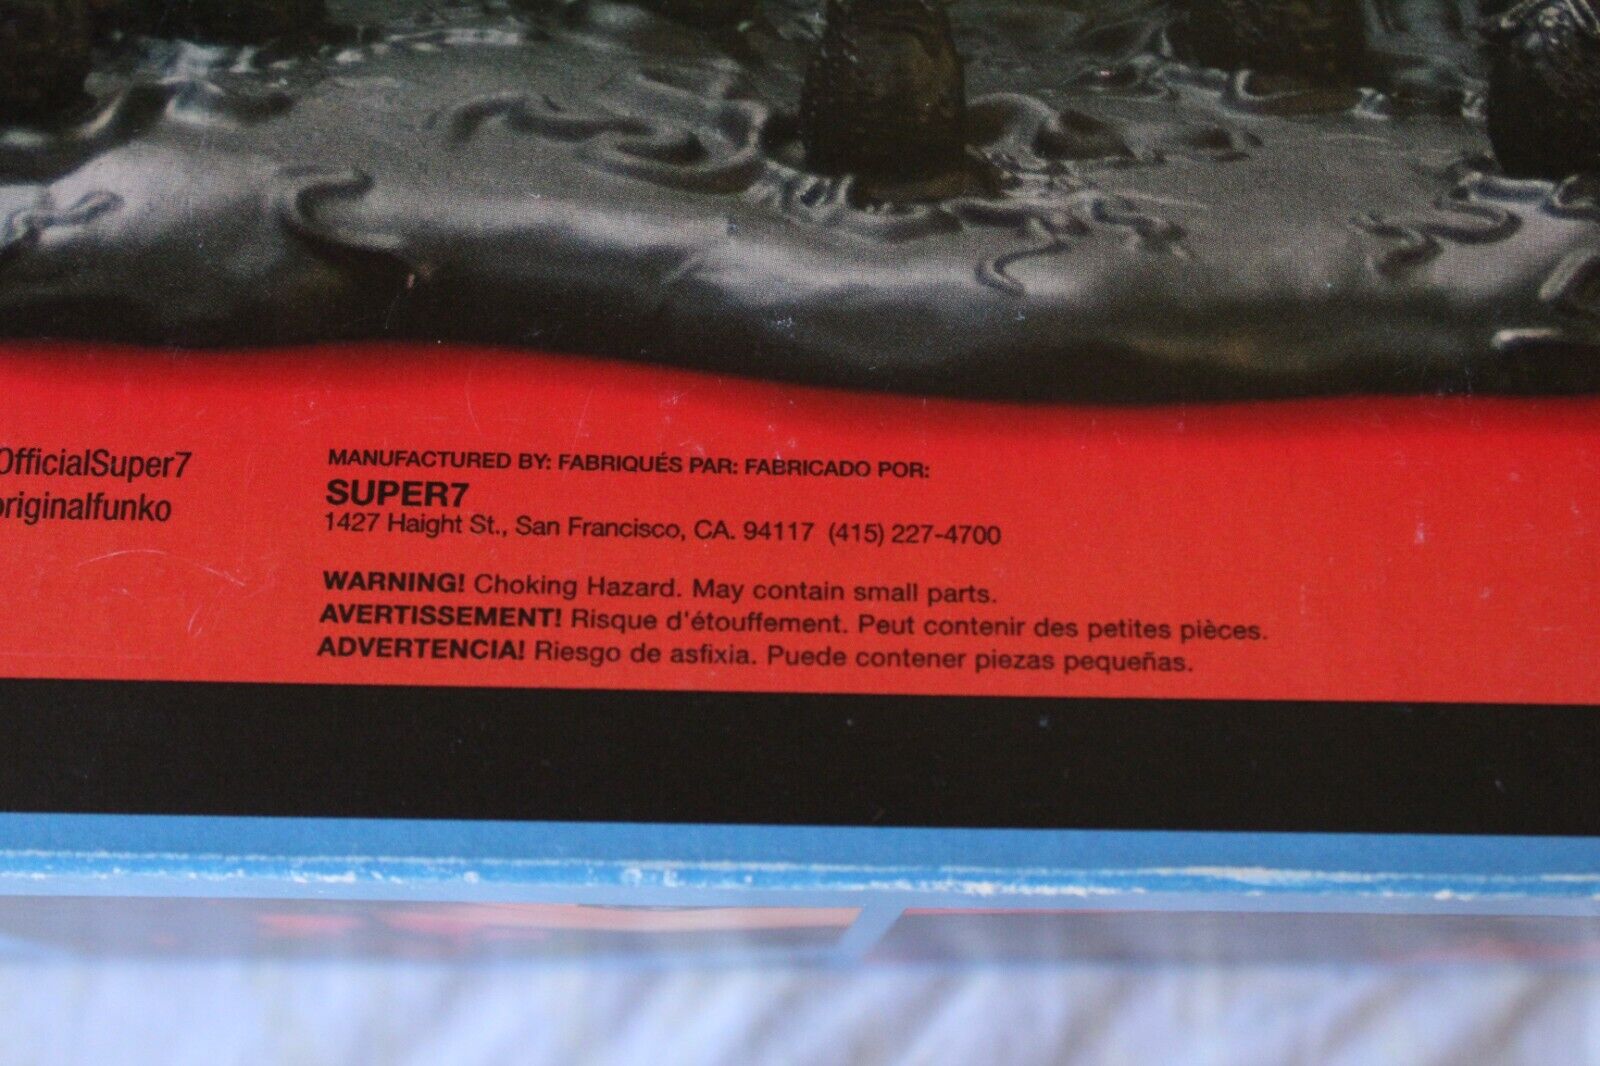 OfficialSuper7
originalfunko
MANUFACTURED BY: FABRIQUÉS PAR: FABRICADO POR:
SUPER7
1427 Haight St., San Francisco, CA. 94117 (415) 227-4700
WARNING! Choking Hazard. May contain small parts.
AVERTISSEMENT! Risque d'étouffement. Peut contenir des petites pièces.
ADVERTENCIA! Riesgo de asfixia. Puede contener piezas pequeñas.